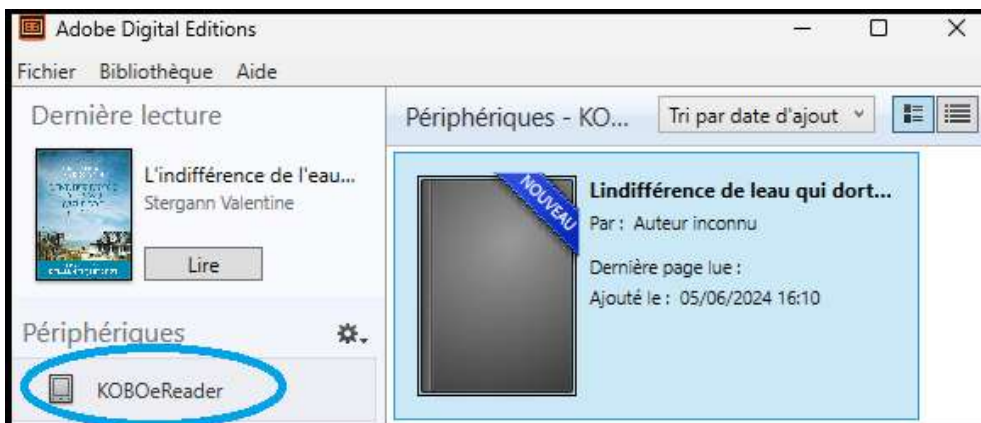 Adobe Digital Editions
Fichier Bibliothèque Aide
Dernière lecture
L'indifférence de l'eau...
Stergann Valentine
Lire
Périphériques
KOBOeReader
Périphériques - KO...
Tri par date d'ajout
NOUVEAU
Lindifférence de leau qui dort...
Par : Auteur inconnu
Dernière page lue :
Ajouté le : 05/06/2024 16:10